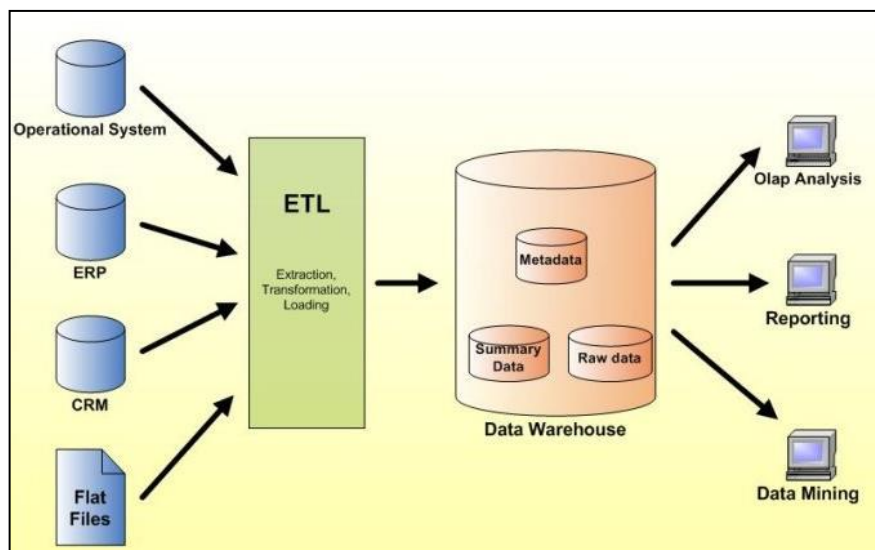 Operational System
ERP
CRM
Flat
Files
ETL
Extraction,
Transformation,
Loading
Metadata
Summary
Data
Raw data
Data Warehouse
Olap Analysis
Reporting
Data Mining